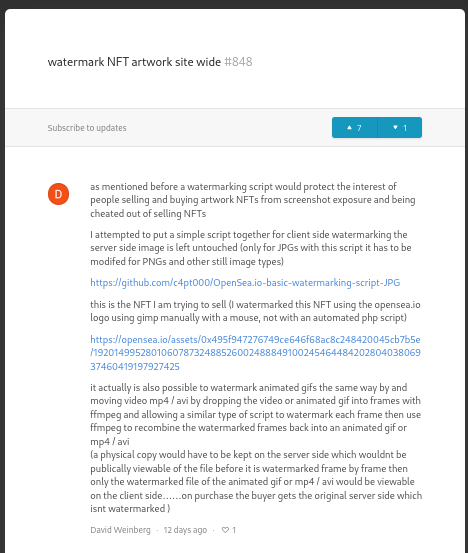 watermark NFT artwork site wide #848
Subscribe to updates
▲ 7 ▼ 1
D
as mentioned before a watermarking script would protect the interest of
people selling and buying artwork NFTs from screenshot exposure and being
cheated out of selling NFTs
I attempted to put a simple script together for client side watermarking the
server side image is left untouched (only for JPGs with this script it has to be
modifed for PNGs and other still image types)
https://github.com/c4pt000/OpenSea.io-basic-watermarking-script-JPG
this is the NFT I am trying to sell (I watermarked this NFT using the opensea.io
logo using gimp manually with a mouse, not with an automated php script)
https://opensea.io/assets/0x495f947276749ce646f68ac8c248420045cb7b5e
/19201499528010607873248852600248884910024546448420280403806​9
37460419197927425
it actually is also possible to watermark animated gifs the same way by and
moving video mp4 / avi by dropping the video or animated gif into frames with
ffmpeg and allowing a similar type of script to watermark each frame then use
ffmpeg to recombine the watermarked frames back into an animated gif or
mp4 / avi
(a physical copy would have to be kept on the server side which wouldnt be
publically viewable of the file before it is watermarked frame by frame then
only the watermarked file of the animated gif or mp4 / avi would be viewable
on the client side......on purchase the buyer gets the original server side which
isnt watermarked )
David Weinberg · 12 days ago · ♡ 1